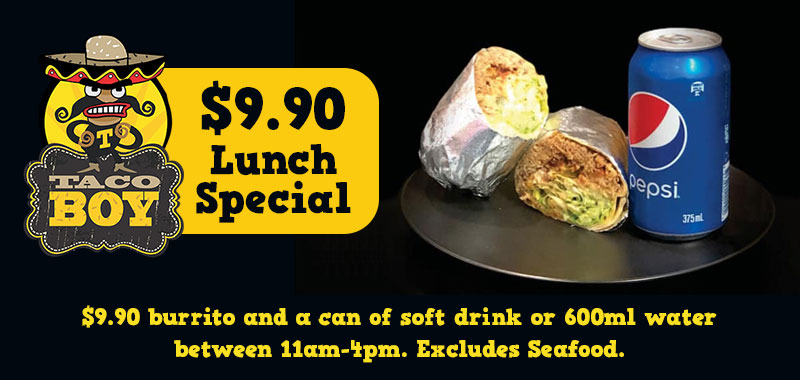 TACO
BOY
$9.90
Lunch
Special
pepsi
375mL
$9.90 burrito and a can of soft drink or 600ml water
between 11am-4pm. Excludes Seafood.